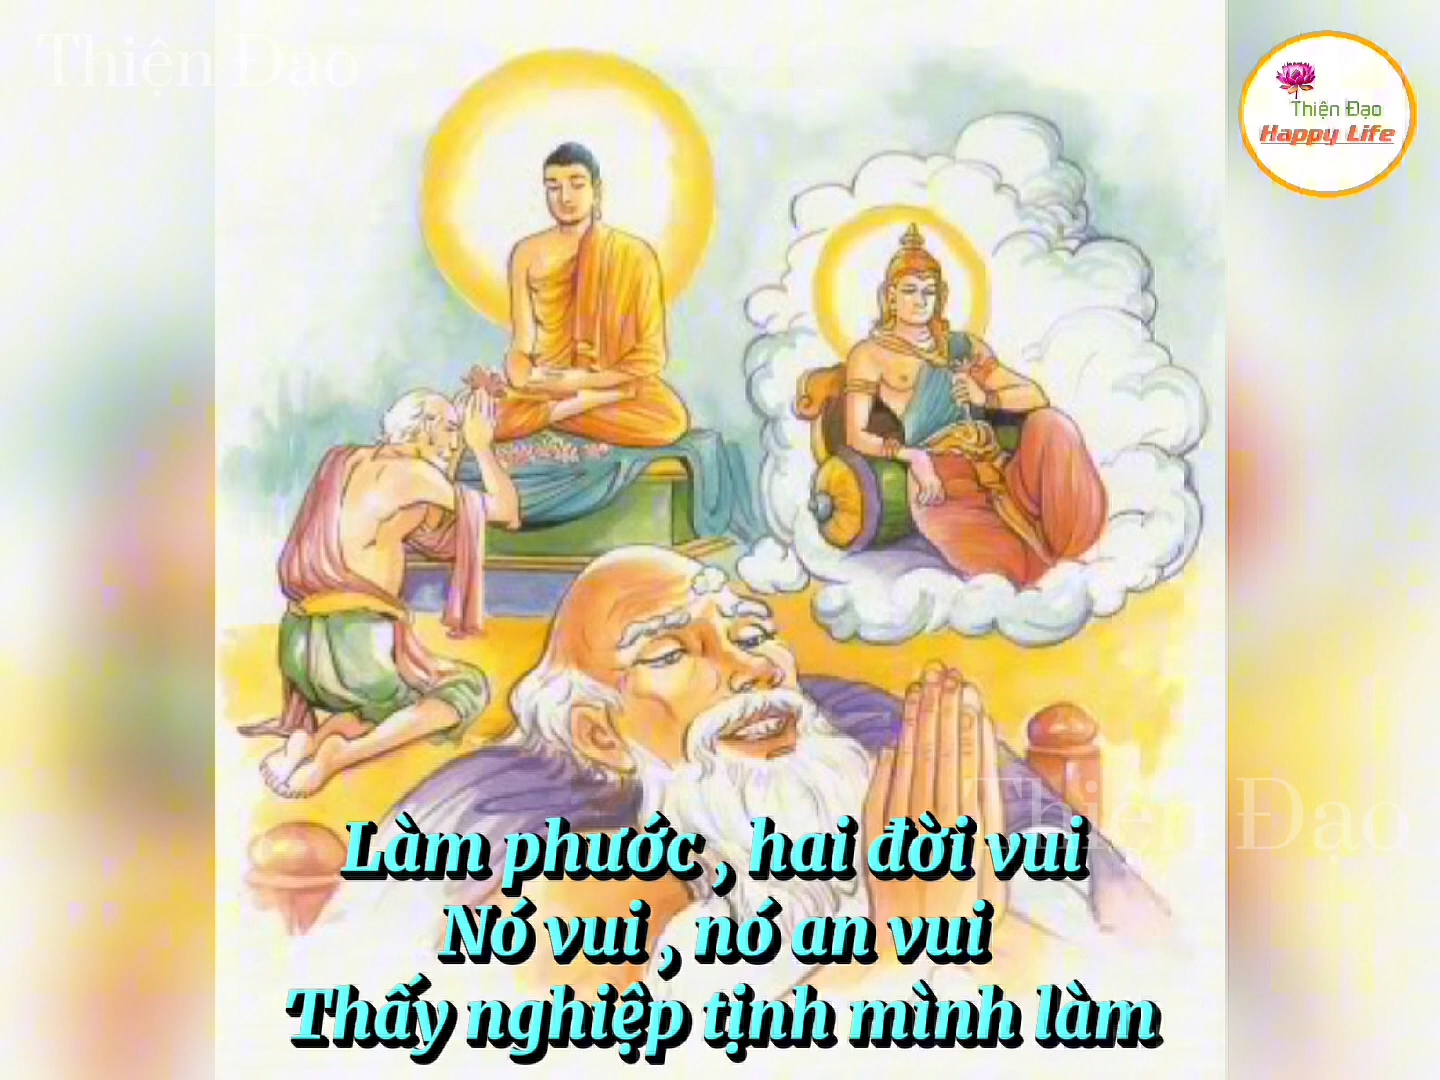 Thiện Đạo
Thiện Đạo
Happy Life
Thiện Đạo
Làm phước , hai đời vui
Nó vui , nó an vui
Thấy nghiệp tịnh mình làm